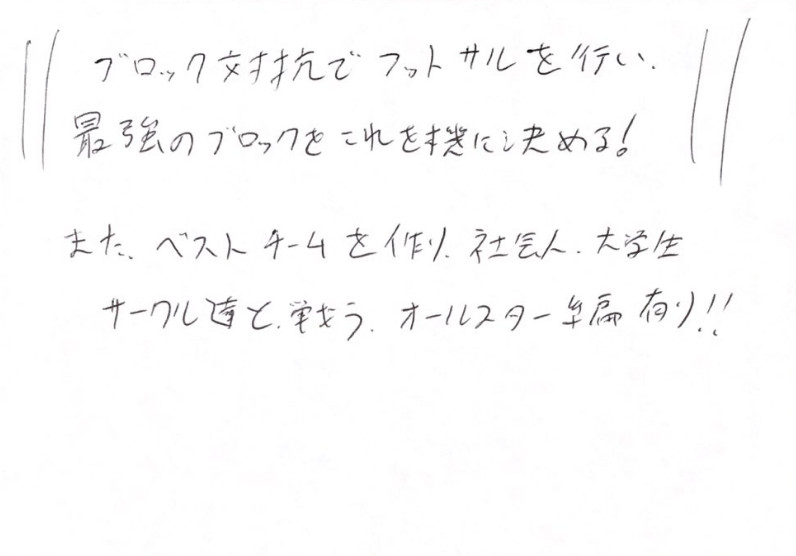 ブロック対抗でフットサルを行い、
最強のブロックをこれを機に決める!
また、ベストチームを作り、社会人、大学生
サークル達と、戦う、オールスター編有り!!